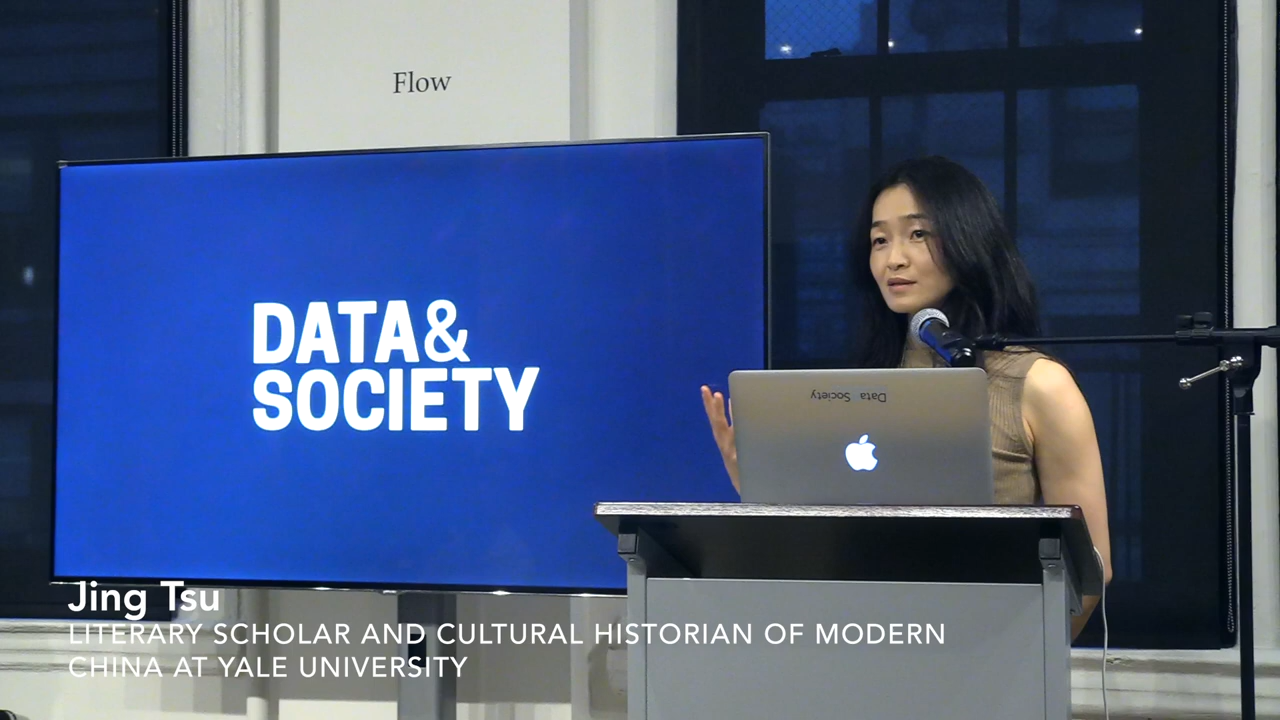 Flow
DATA&
SOCIETY
Data & Society
Jing Tsu
LITERARY SCHOLAR AND CULTURAL HISTORIAN OF MODERN
CHINA AT YALE UNIVERSITY